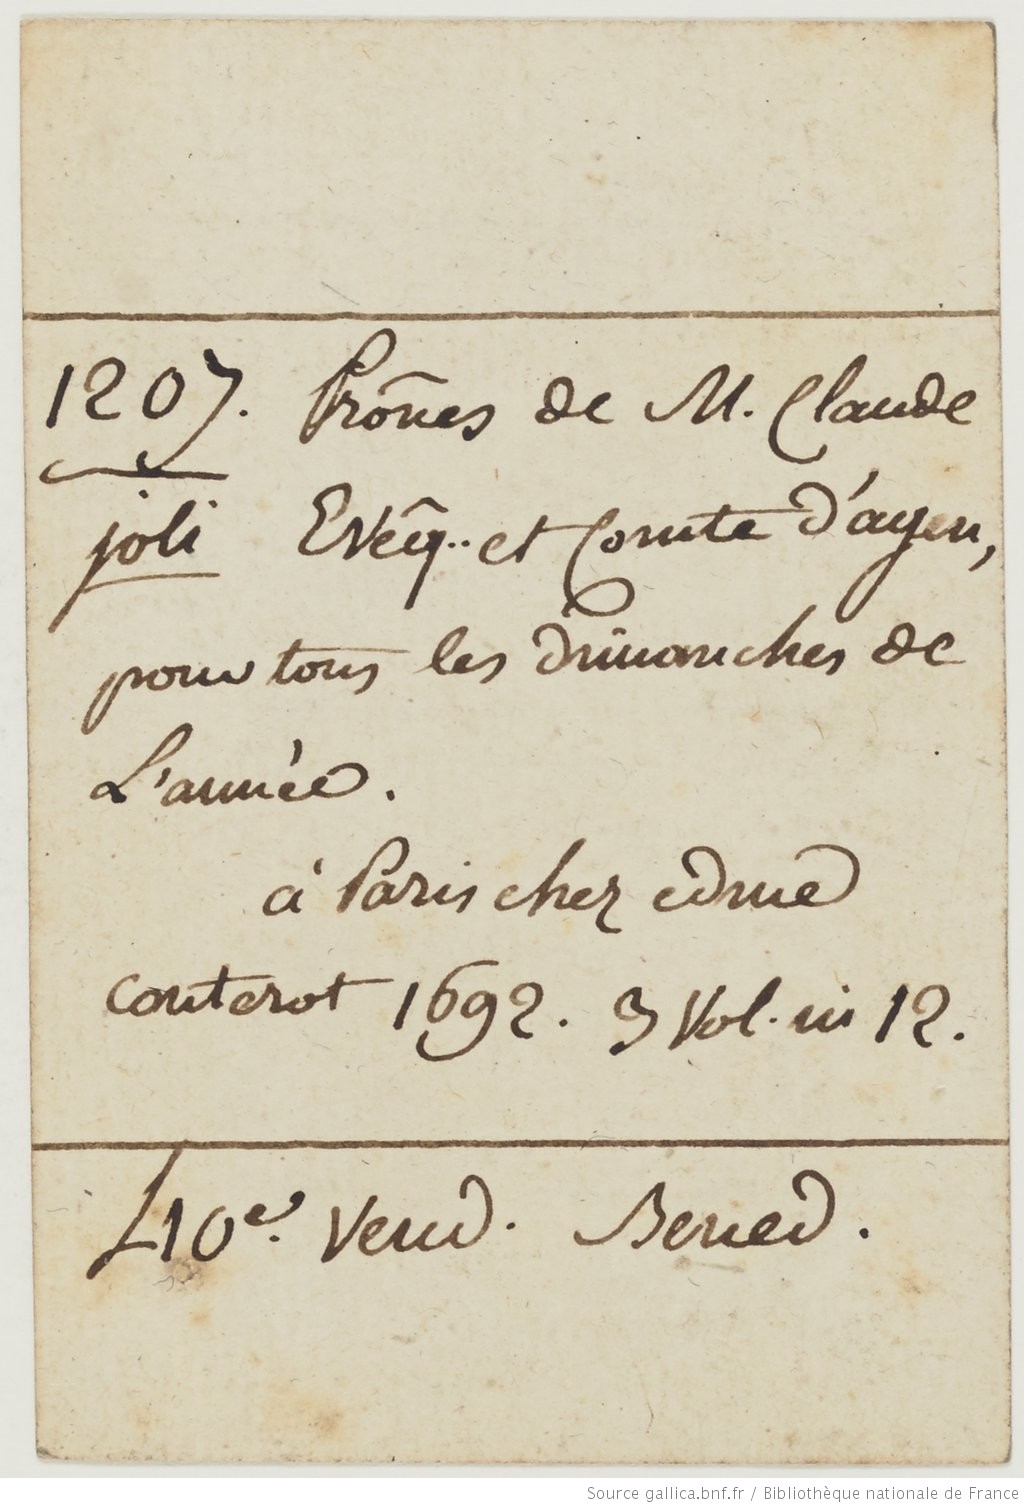 1207. Prônes de M. Claude
joli Evêq.. et Comte d'agen,
pour tous les dimanches de
L'année.
à Paris chez edme
couterot 1692. 3 Vol. in 12.
L10e. Vend. Bened.
Source gallica.bnf.fr / Bibliothèque nationale de France